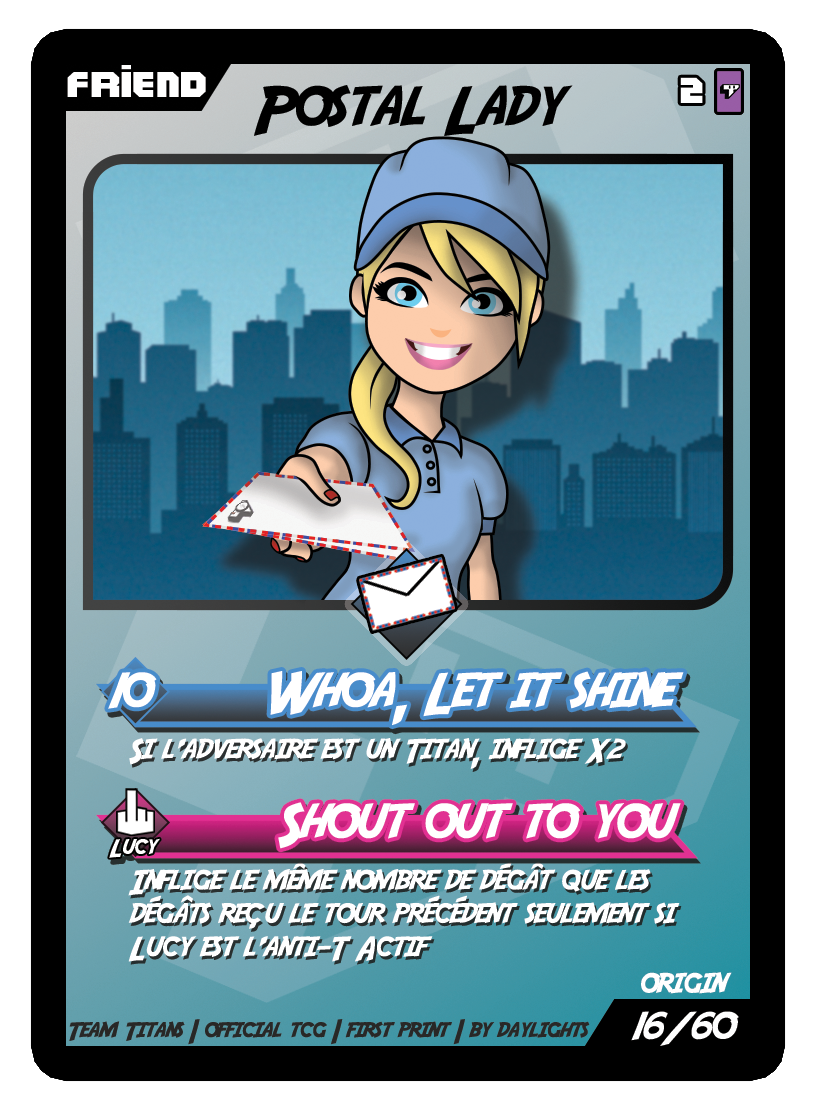 FRIEND
Postal Lady
2
10
Whoa, Let it shine
Si l'adversaire est un Titan, inflige X2
Shout out to you
Lucy
Inflige le même nombre de dégât que les
dégâts reçu le tour précédent seulement si
Lucy est l'anti-T Actif
Origin
Team Titans | official tcg | first print | by daylights
16/60